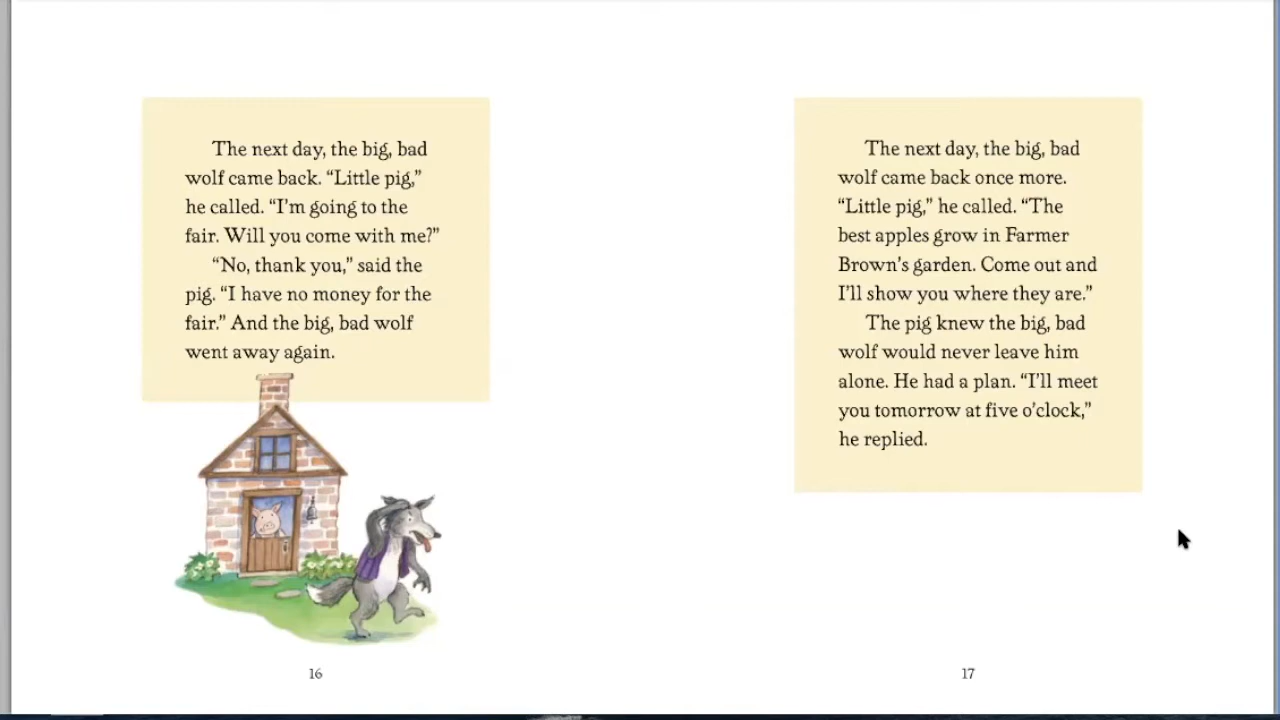 The next day, the big, bad
wolf came back. “Little pig,”
he called. “I’m going to the
fair. Will you come with me?”
“No, thank you,” said the
pig. “I have no money for the
fair.” And the big, bad wolf
went away again.
16
The next day, the big, bad
wolf came back once more.
“Little pig,” he called. “The
best apples grow in Farmer
Brown’s garden. Come out and
I’ll show you where they are.”
The pig knew the big, bad
wolf would never leave him
alone. He had a plan. “I’ll meet
you tomorrow at five o’clock,”
he replied.
17